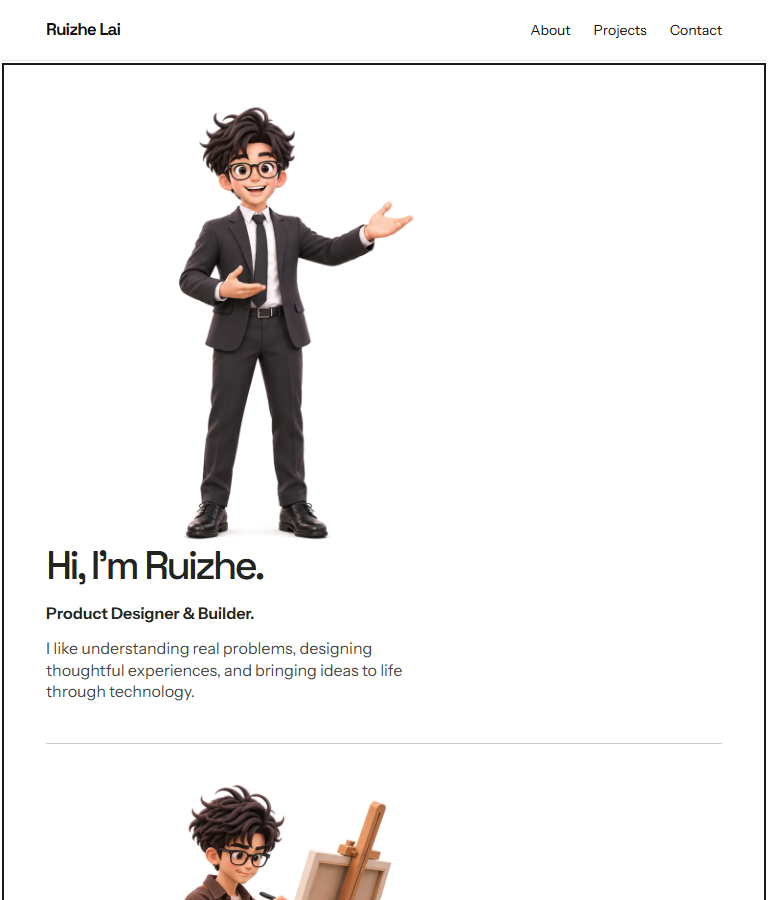 Ruizhe Lai
About Projects Contact
Hi, I’m Ruizhe.
Product Designer & Builder.
I like understanding real problems, designing
thoughtful experiences, and bringing ideas to life
through technology.